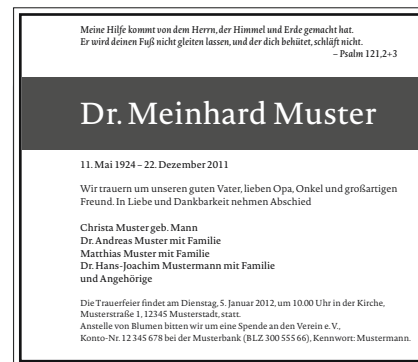 Meine Hilfe kommt von dem Herrn, der Himmel und Erde gemacht hat.
Er wird deinen Fuß nicht gleiten lassen, und der dich behütet, schläft nicht.
– Psalm 121,2+3
Dr. Meinhard Muster
11. Mai 1924 – 22. Dezember 2011
Wir trauern um unseren guten Vater, lieben Opa, Onkel und großartigen
Freund. In Liebe und Dankbarkeit nehmen Abschied
Christa Muster geb. Mann
Dr. Andreas Muster mit Familie
Matthias Muster mit Familie
Dr. Hans-Joachim Mustermann mit Familie
und Angehörige
Die Trauerfeier findet am Dienstag, 5. Januar 2012, um 10.00 Uhr in der Kirche,
Musterstraße 1, 12345 Musterstadt, statt.
Anstelle von Blumen bitten wir um eine Spende an den Verein e. V.,
Konto-Nr. 12 345 678 bei der Musterbank (BLZ 300 555 66), Kennwort: Mustermann.